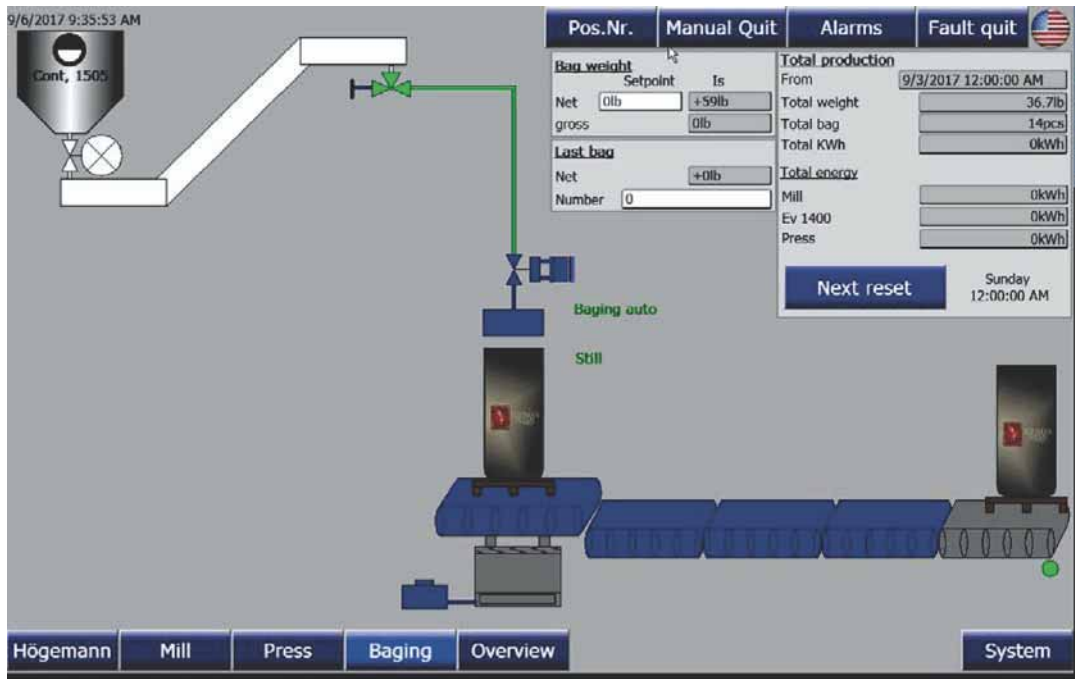 9/6/2017 9:35:53 AM
Pos.Nr. Manual Quit Alarms Fault quit
Cont, 1505
Bag weight
Setpoint Is
Net 0lb +59lb
gross 0lb
Last bag
Net +0lb
Number 0
Total production
From 9/3/2017 12:00:00 AM
Total weight 36.7lb
Total bag 14pcs
Total KWh 0kWh
Total energy
Mill 0kWh
Ev 1400 0kWh
Press 0kWh
Next reset Sunday
12:00:00 AM
Baging auto
Still
Högemann Mill Press Baging Overview System